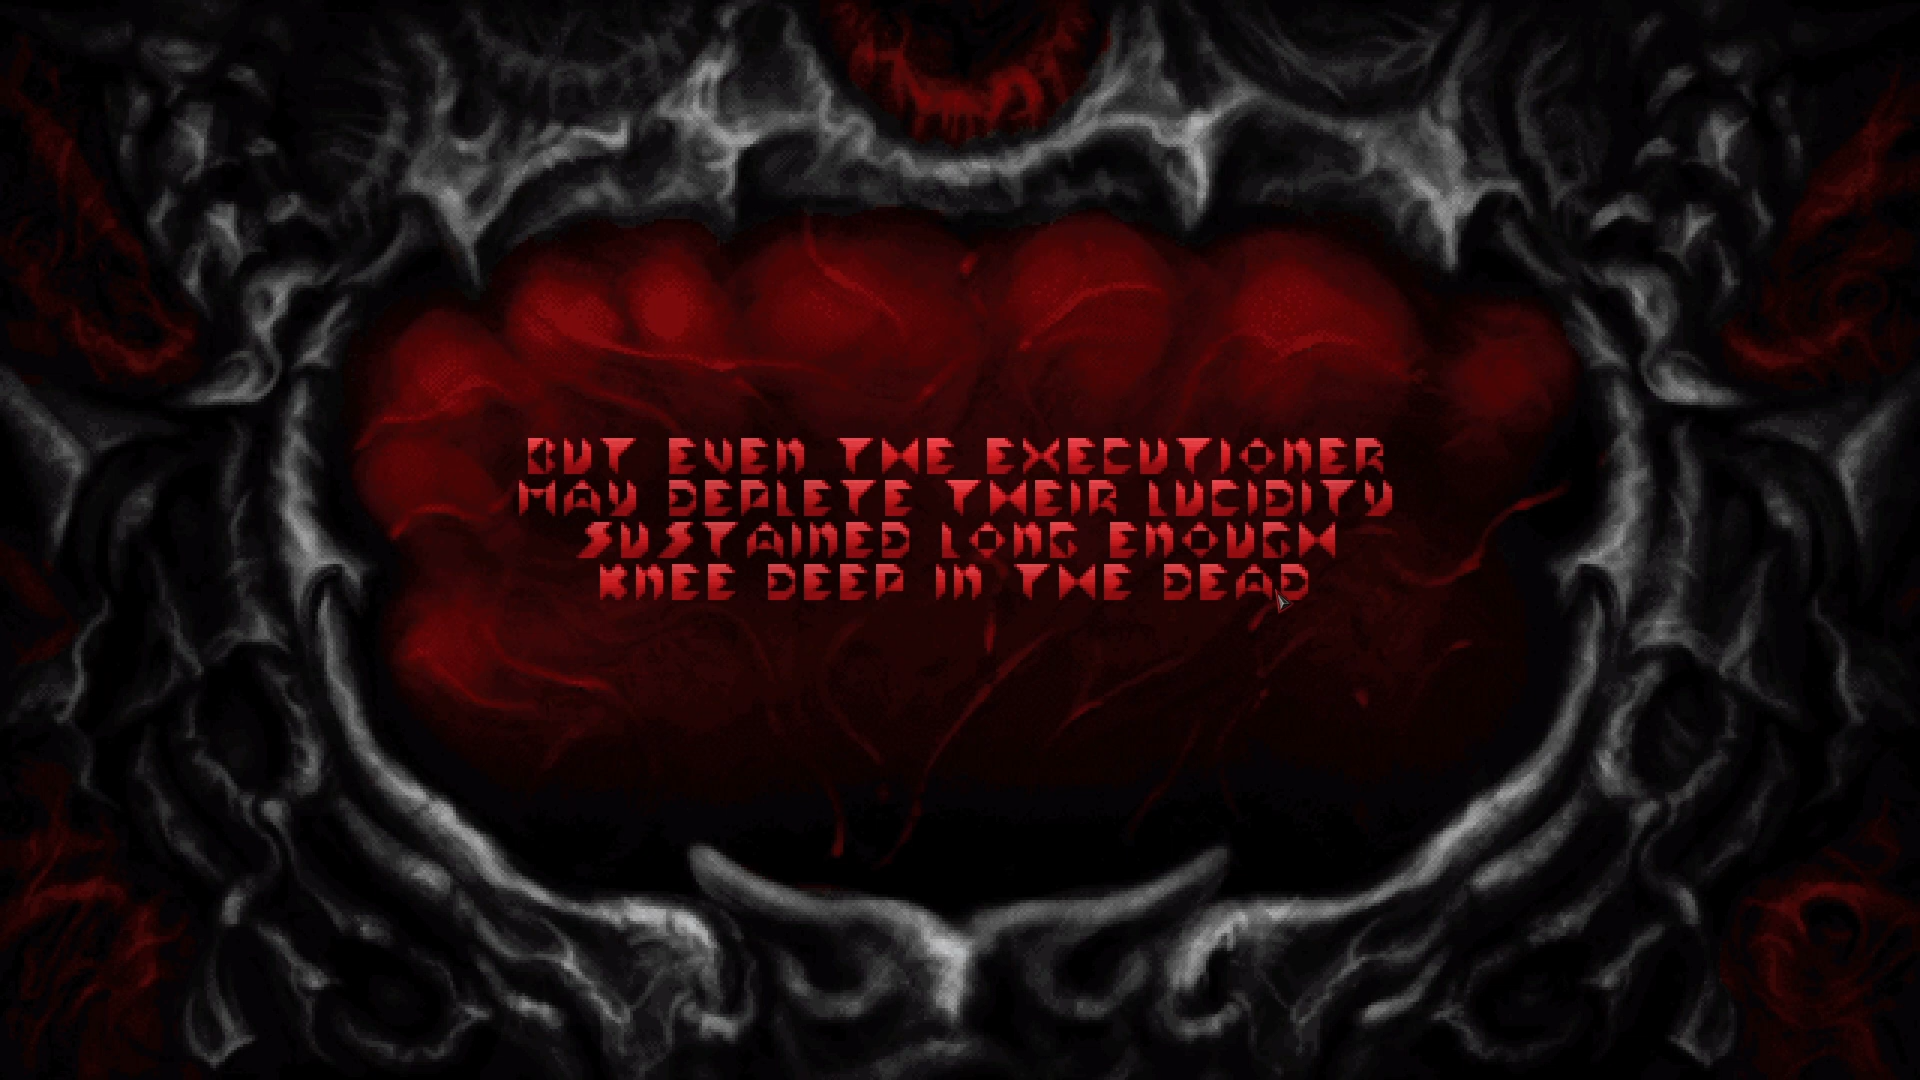 BUT EVEN THE EXECUTIONER
MAY DEPLETE THEIR LUCIDITY
SUSTAINED LONG ENOUGH
KNEE DEEP IN THE DEAD